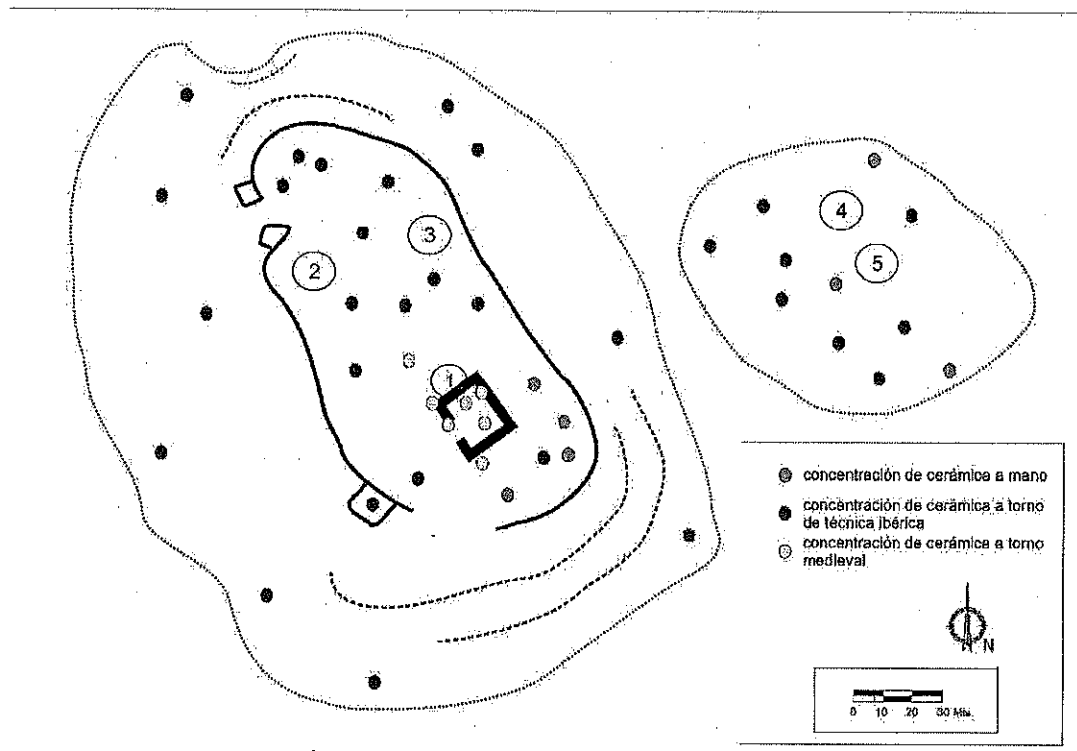 3
2
1
4
5
concentración de cerámica a mano
concentración de cerámica a torno
de técnica ibérica
concentración de cerámica a torno
medieval
N
0 10 20 30 Mts.